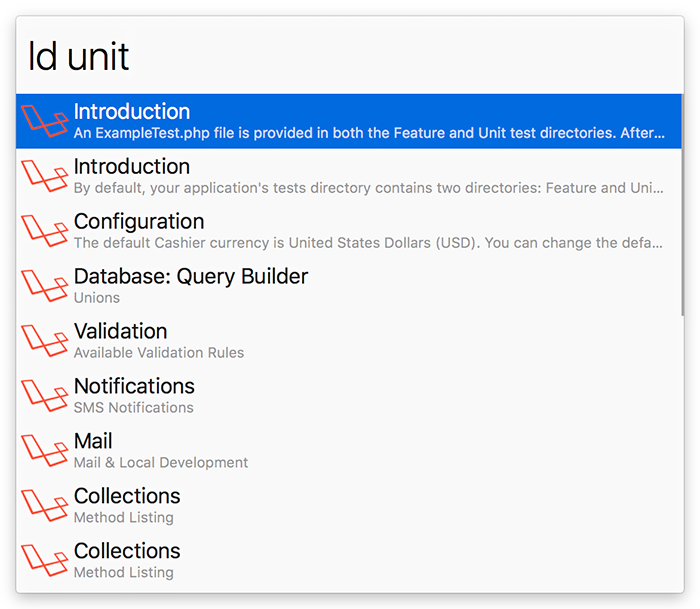 ld unit
Introduction
An ExampleTest.php file is provided in both the Feature and Unit test directories. After...
Introduction
By default, your application's tests directory contains two directories: Feature and Uni...
Configuration
The default Cashier currency is United States Dollars (USD). You can change the defa...
Database: Query Builder
Unions
Validation
Available Validation Rules
Notifications
SMS Notifications
Mail
Mail & Local Development
Collections
Method Listing
Collections
Method Listing